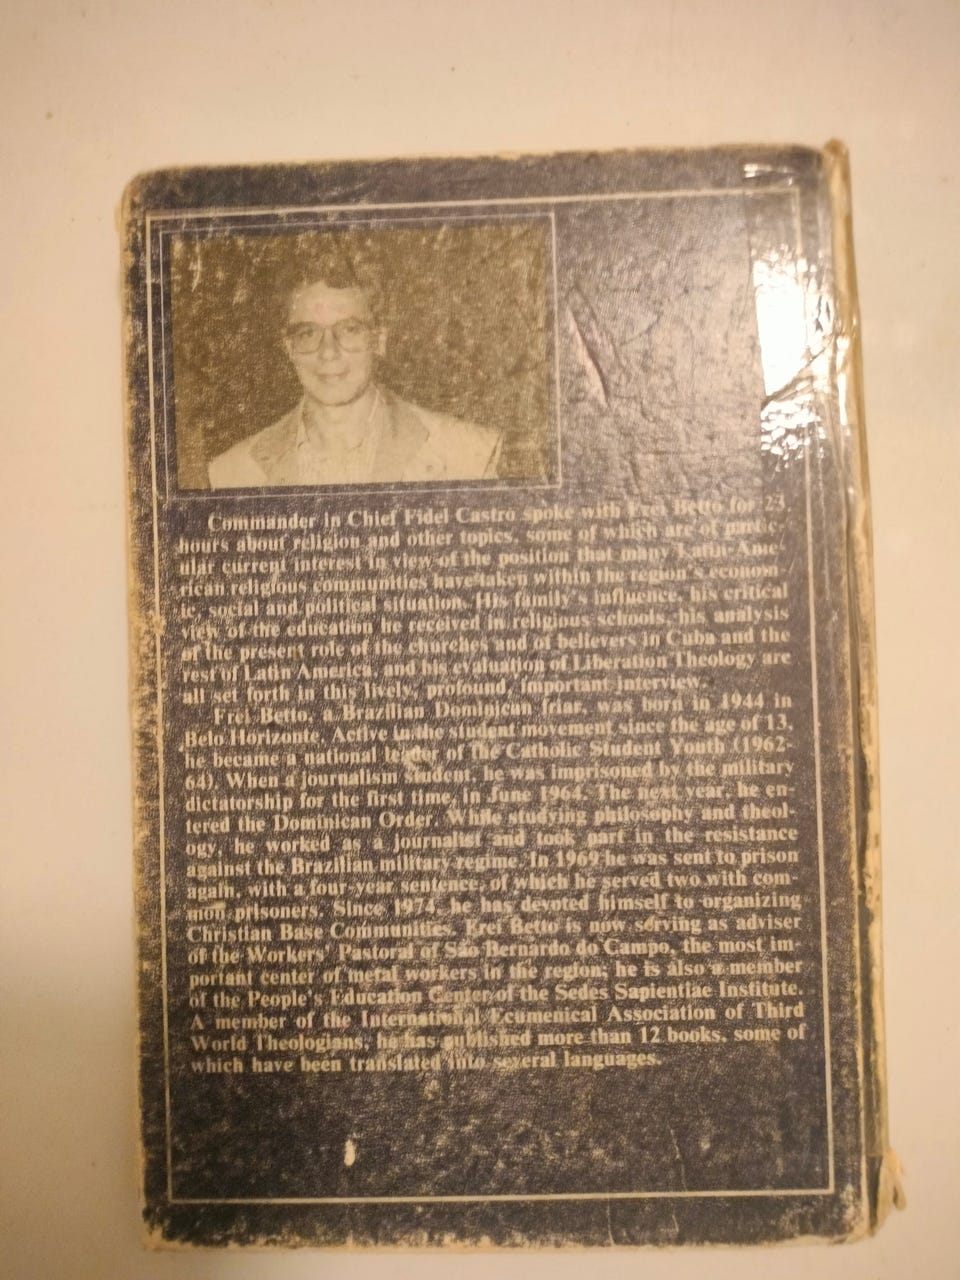 Commander in Chief Fidel Castro spoke with Frei Betto for 23
hours about religion and other topics, some of which are of partic-
ular current interest in view of the position that many Latin-Ame-
rican religious communities have taken within the region's econom-
ic, social and political situation. His family's influence, his critical
view of the education he received in religious schools, his analysis
of the present role of the churches and of believers in Cuba and the
rest of Latin America, and his evaluation of Liberation Theology are
all set forth in this lively, profound, important interview.
Frei Betto, a Brazilian Dominican friar, was born in 1944 in
Belo Horizonte. Active in the student movement since the age of 13,
he became a national leader of the Catholic Student Youth (1962-
64). When a journalism student, he was imprisoned by the military
dictatorship for the first time, in June 1964. The next year, he en-
tered the Dominican Order. While studying philosophy and theol-
ogy, he worked as a journalist and took part in the resistance
against the Brazilian military regime. In 1969 he was sent to prison
again, with a four-year sentence, of which he served two with com-
mon prisoners. Since 1974, he has devoted himself to organizing
Christian Base Communities. Frei Betto is now serving as adviser
of the Workers' Pastoral of São Bernardo do Campo, the most im-
portant center of metal workers in the region; he is also a member
of the People's Education Center of the Sedes Sapientiae Institute.
A member of the International Ecumenical Association of Third
World Theologians, he has published more than 12 books, some of
which have been translated into several languages.